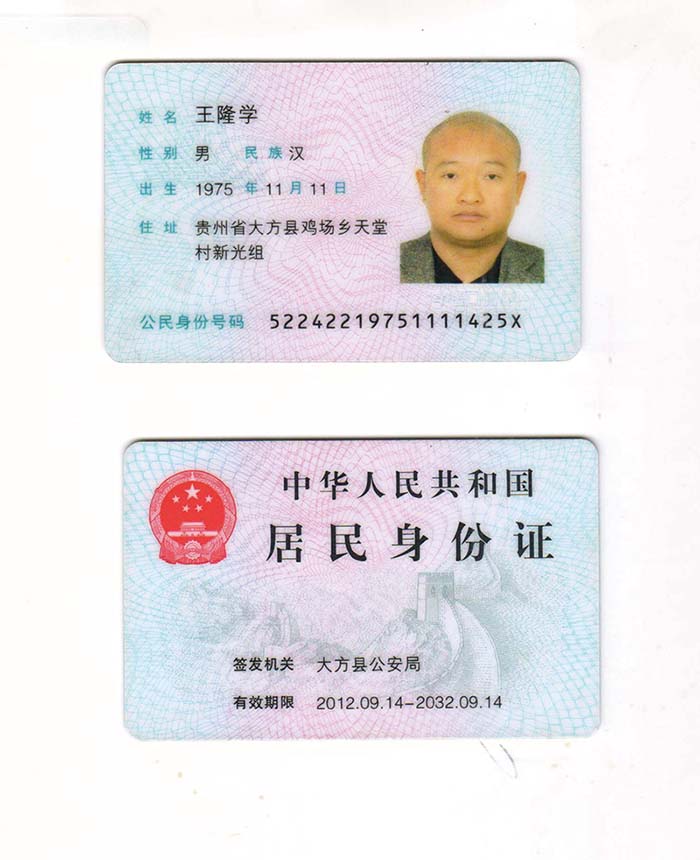 姓名 王隆学
性别 男 民族 汉
出生 1975 年 11 月 11 日
住址 贵州省大方县鸡场乡天堂
村新光组
公民身份号码 52242219751111425X
中华人民共和国
居民身份证
签发机关 大方县公安局
有效期限 2012.09.14-2032.09.14